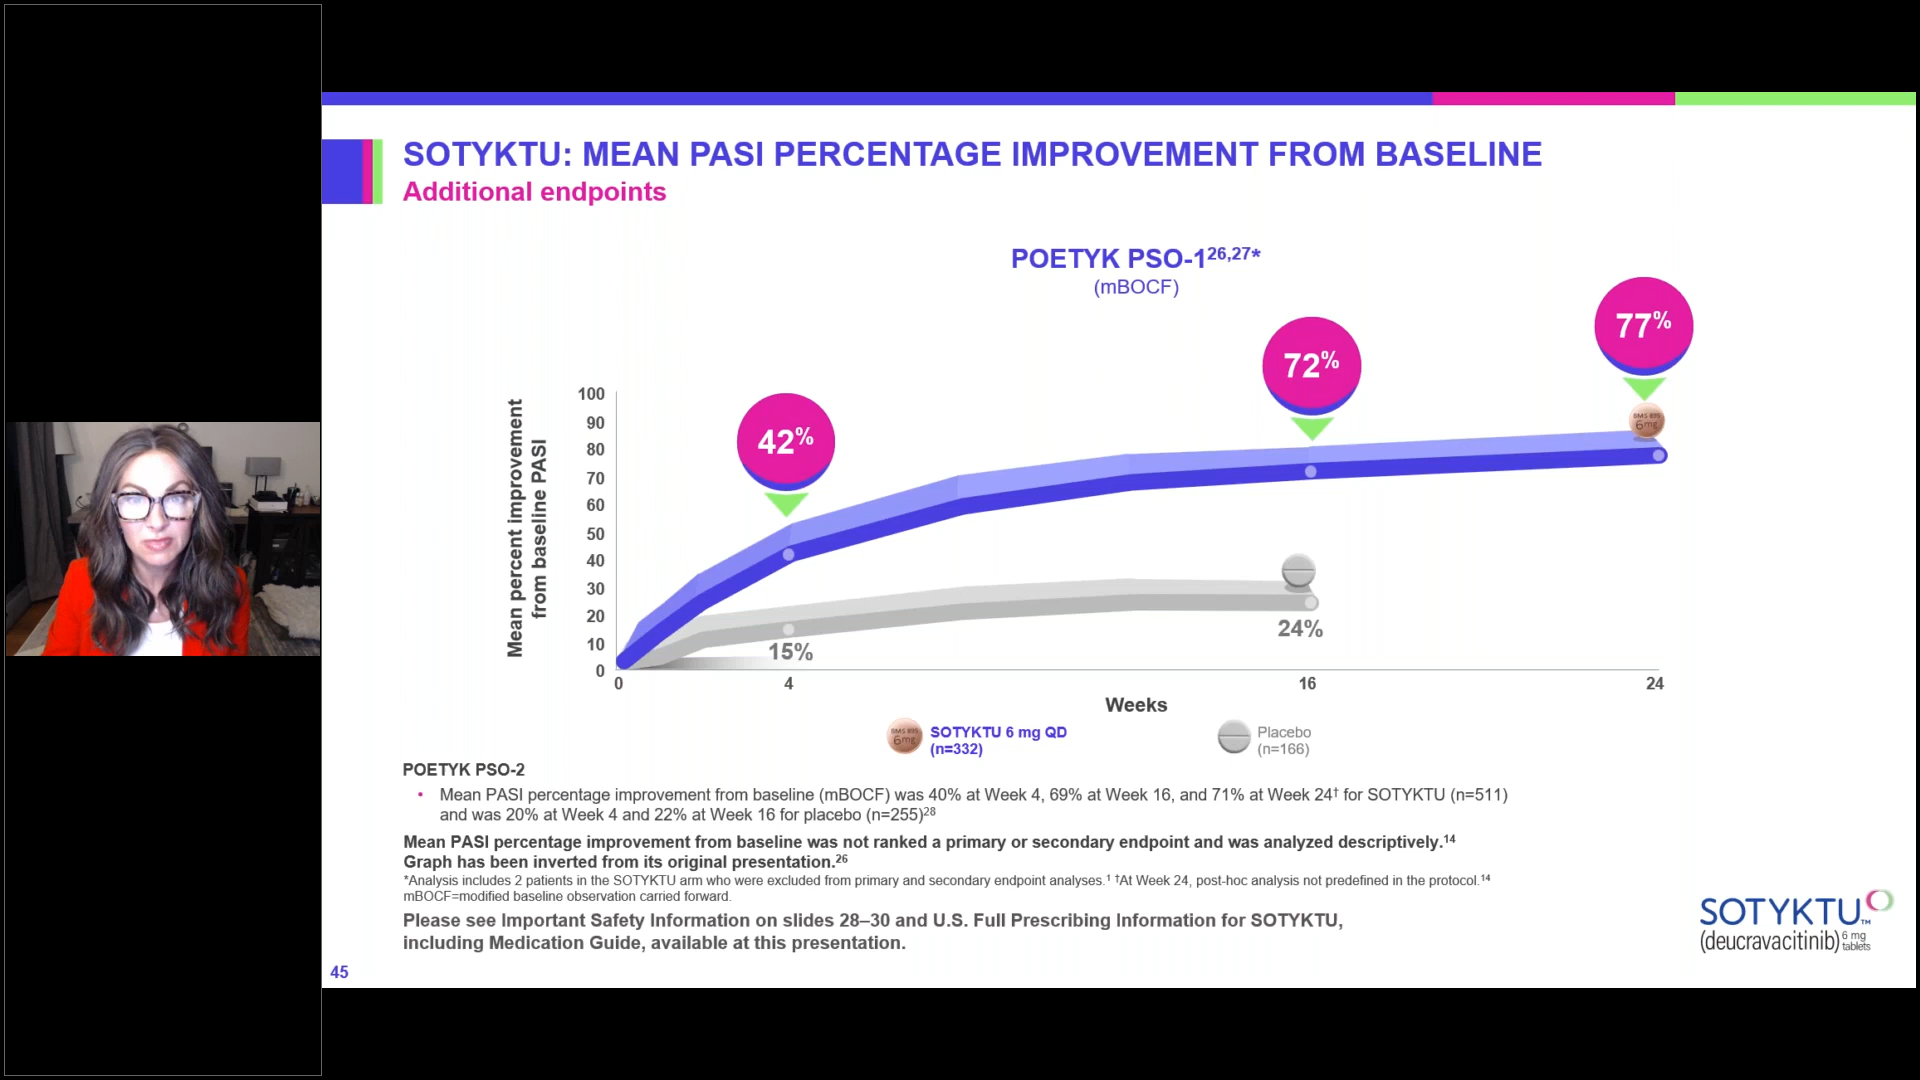 SOTYKTU: MEAN PASI PERCENTAGE IMPROVEMENT FROM BASELINE
Additional endpoints
POETYK PSO-1²⁶,²⁷*
(mBOCF)
77%
72%
42%
Mean percent improvement
from baseline PASI
100
90
80
70
60
50
40
30
20
10
0
BMS 895
6mg
15%
24%
0
4
16
24
Weeks
BMS 895
6mg
SOTYKTU 6 mg QD
(n=332)
Placebo
(n=166)
POETYK PSO-2
• Mean PASI percentage improvement from baseline (mBOCF) was 40% at Week 4, 69% at Week 16, and 71% at Week 24† for SOTYKTU (n=511)
and was 20% at Week 4 and 22% at Week 16 for placebo (n=255)²⁸
Mean PASI percentage improvement from baseline was not ranked a primary or secondary endpoint and was analyzed descriptively.¹⁴
Graph has been inverted from its original presentation.²⁶
*Analysis includes 2 patients in the SOTYKTU arm who were excluded from primary and secondary endpoint analyses.¹ †At Week 24, post-hoc analysis not predefined in the protocol.¹⁴
mBOCF=modified baseline observation carried forward.
Please see Important Safety Information on slides 28–30 and U.S. Full Prescribing Information for SOTYKTU,
including Medication Guide, available at this presentation.
SOTYKTU™
(deucravacitinib) 6 mg tablets
45